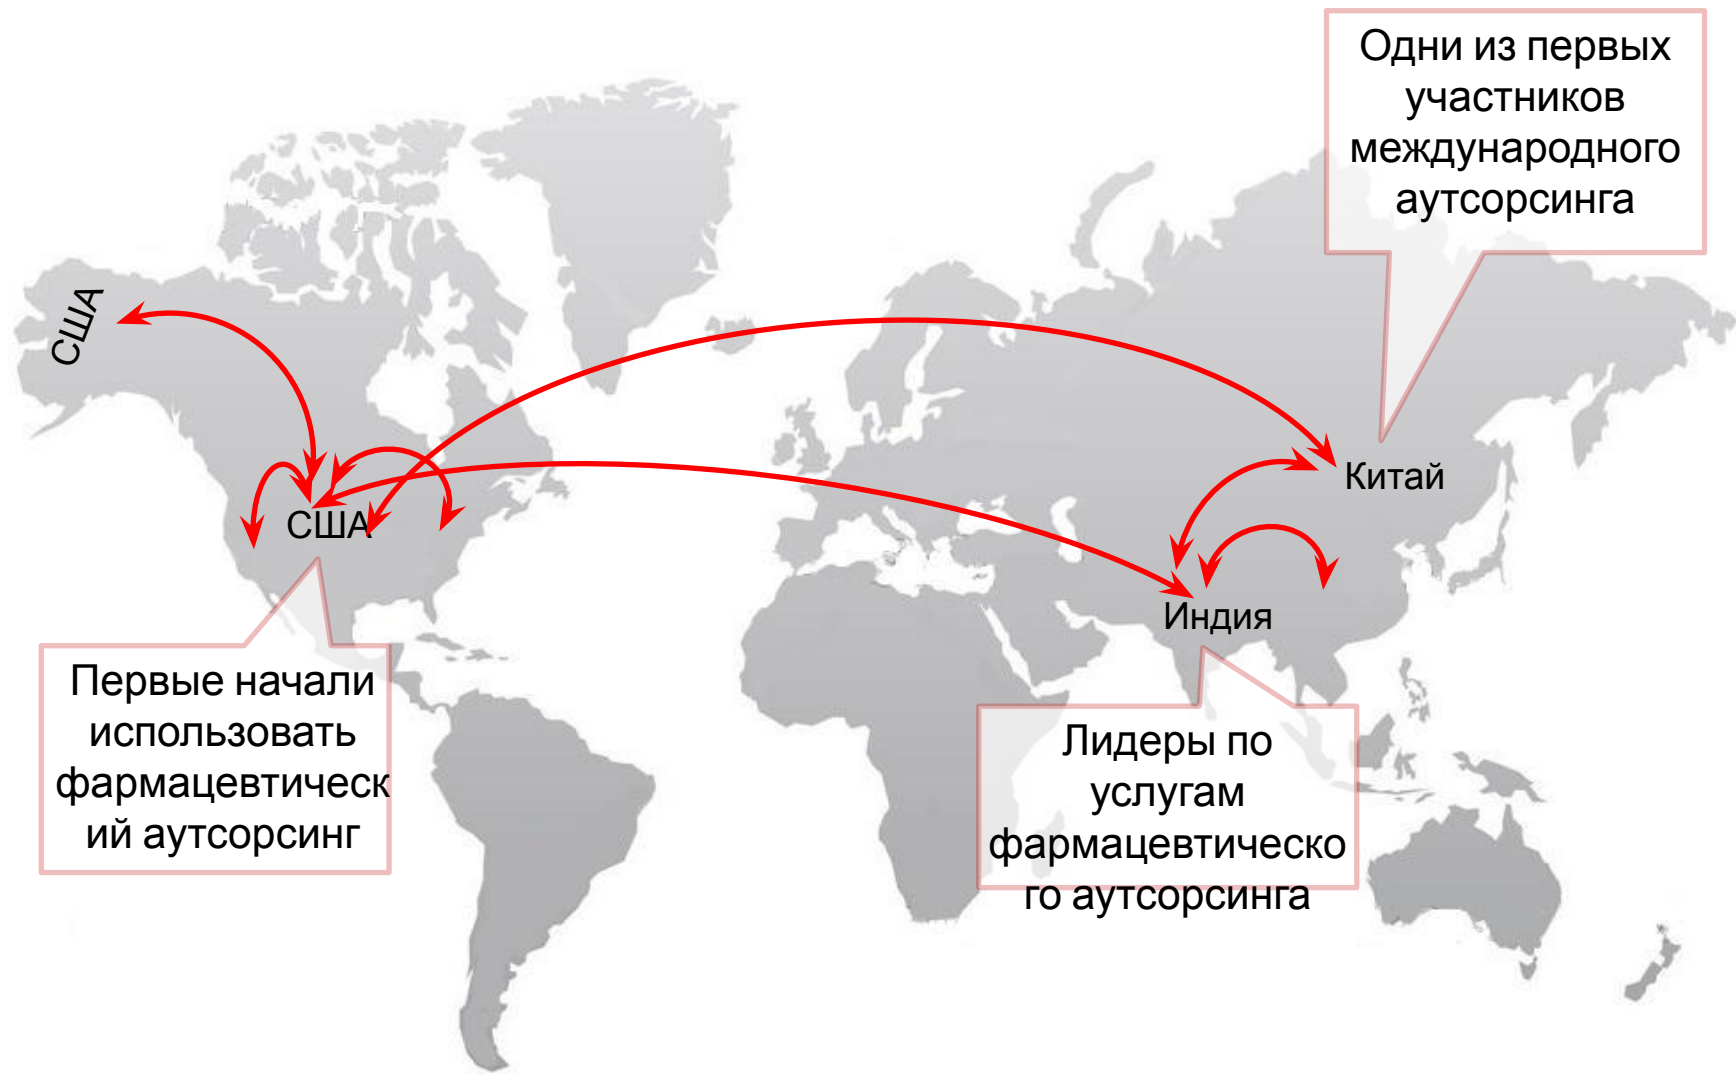 Одни из первых
участников
международного
аутсорсинга
США
Китай
США
Индия
Первые начали
использовать
фармацевтическ
ий аутсорсинг
Лидеры по
услугам
фармацевтическо
го аутсорсинга